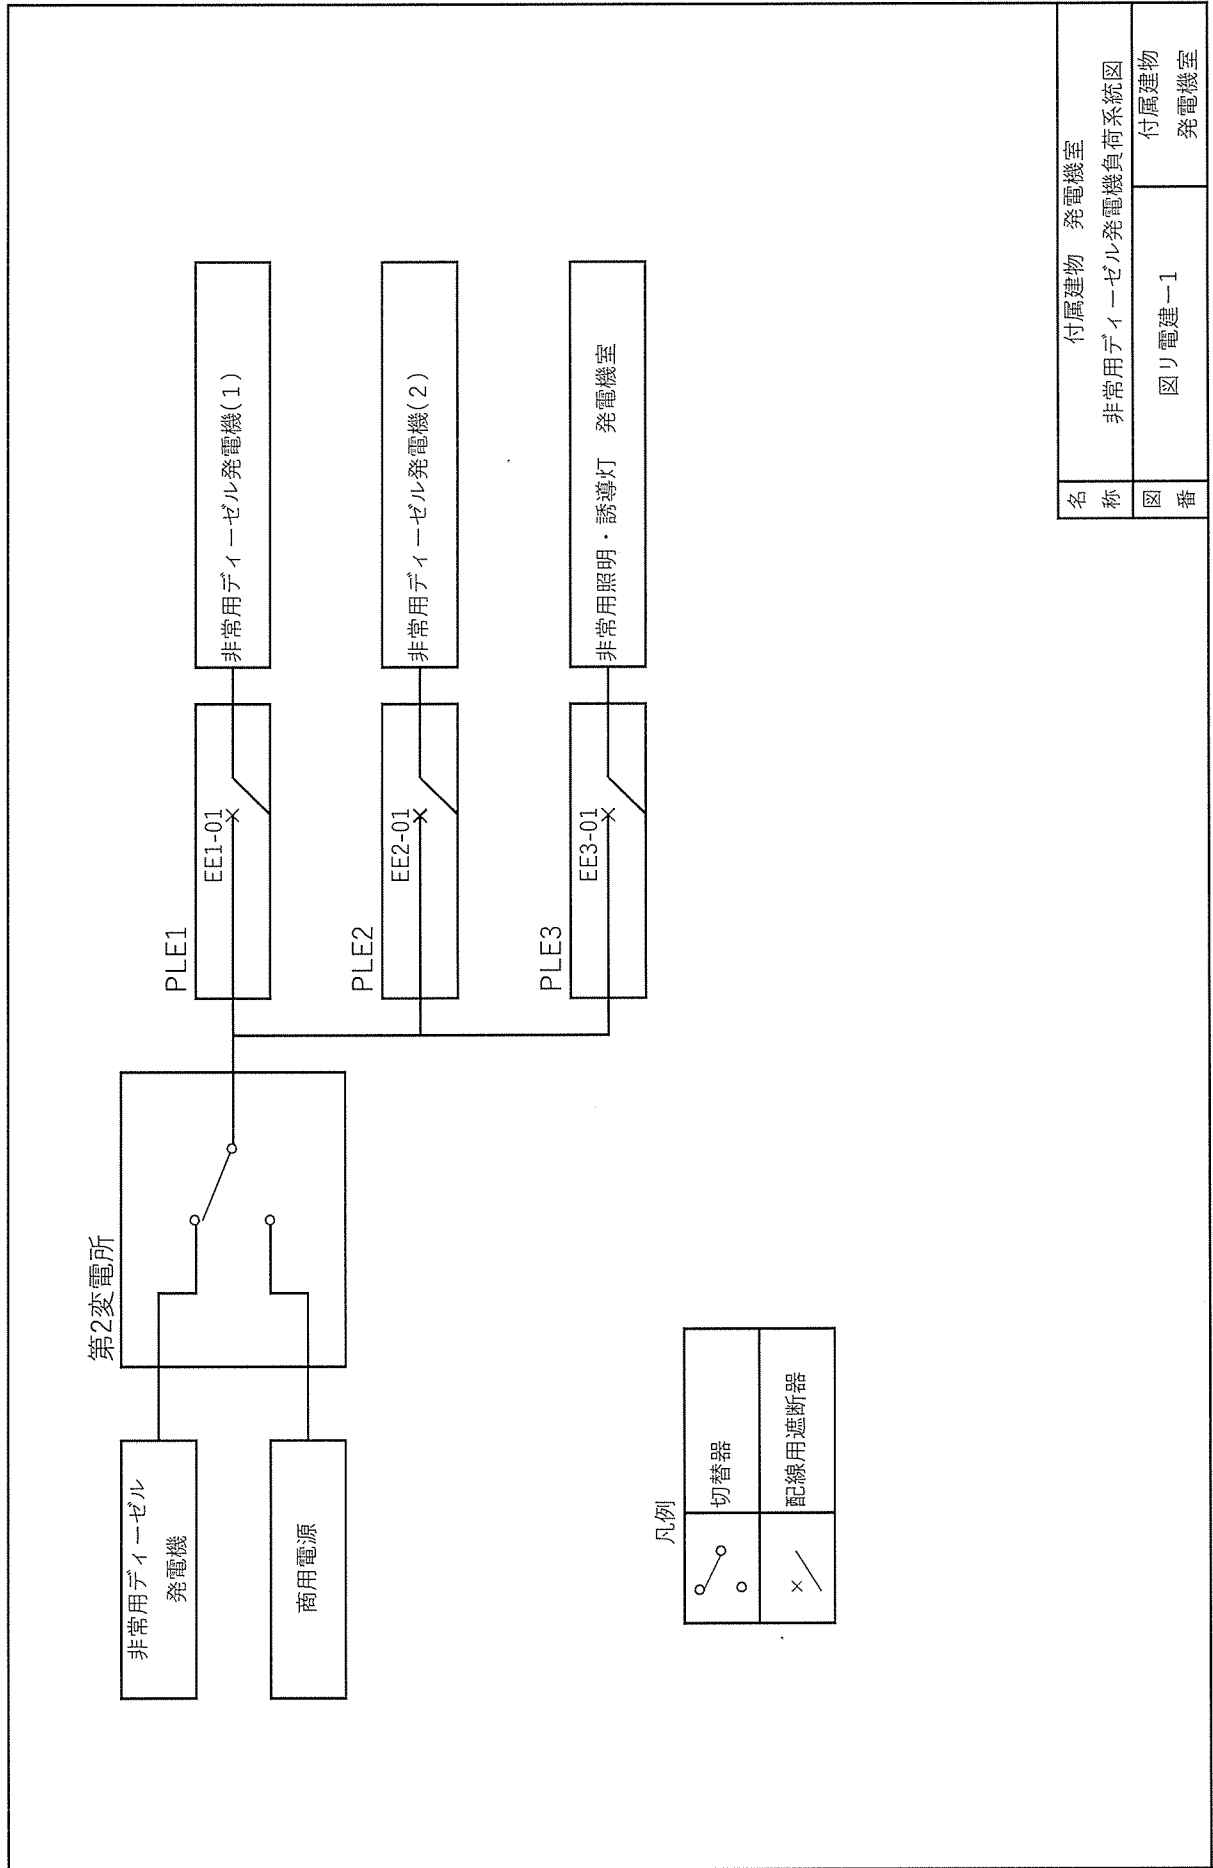 第2変電所
非常用ディーゼル
発電機
商用電源
PLE1
EE1-01
非常用ディーゼル発電機(1)
PLE2
EE2-01
非常用ディーゼル発電機(2)
PLE3
EE3-01
非常用照明・誘導灯 発電機室
凡例
切替器
配線用遮断器
名
称
付属建物 発電機室
非常用ディーゼル発電機負荷系統図
図
番
図リ電建ー1
付属建物
発電機室